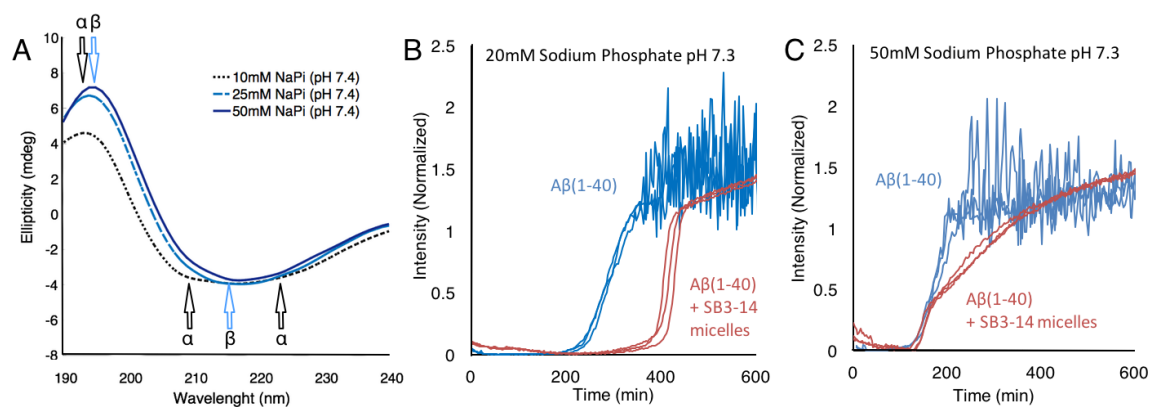 α β
A
10
8
6
4
2
0
-2
-4
-6
-8
Ellipticity (mdeg)
10mM NaPi (pH 7.4)
25mM NaPi (pH 7.4)
50mM NaPi (pH 7.4)
α β α
190 200 210 220 230 240
Wavelenght (nm)
B
20mM Sodium Phosphate pH 7.3
2.5
2
1.5
1
0.5
0
Intensity (Normalized)
Aβ(1-40)
Aβ(1-40)
+ SB3-14
micelles
0 200 400 600
Time (min)
C
50mM Sodium Phosphate pH 7.3
2.5
2
1.5
1
0.5
0
Intensity (Normalized)
Aβ(1-40)
Aβ(1-40)
+ SB3-14 micelles
0 200 400 600
Time (min)